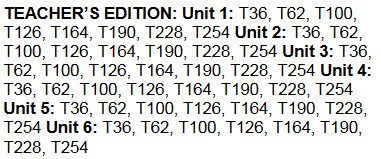 TEACHER'S EDITION: Unit 1: T36, T62, T100,
T126, T164, T190, T228, T254 Unit 2: T36, T62,
T100, T126, T164, T190, T228, T254 Unit 3: T36,
T62, T100, T126, T164, T190, T228, T254 Unit 4:
T36, T62, T100, T126, T164, T190, T228, T254
Unit 5: T36, T62, T100, T126, T164, T190, T228,
T254 Unit 6: T36, T62, T100, T126, T164, T190,
T228, T254